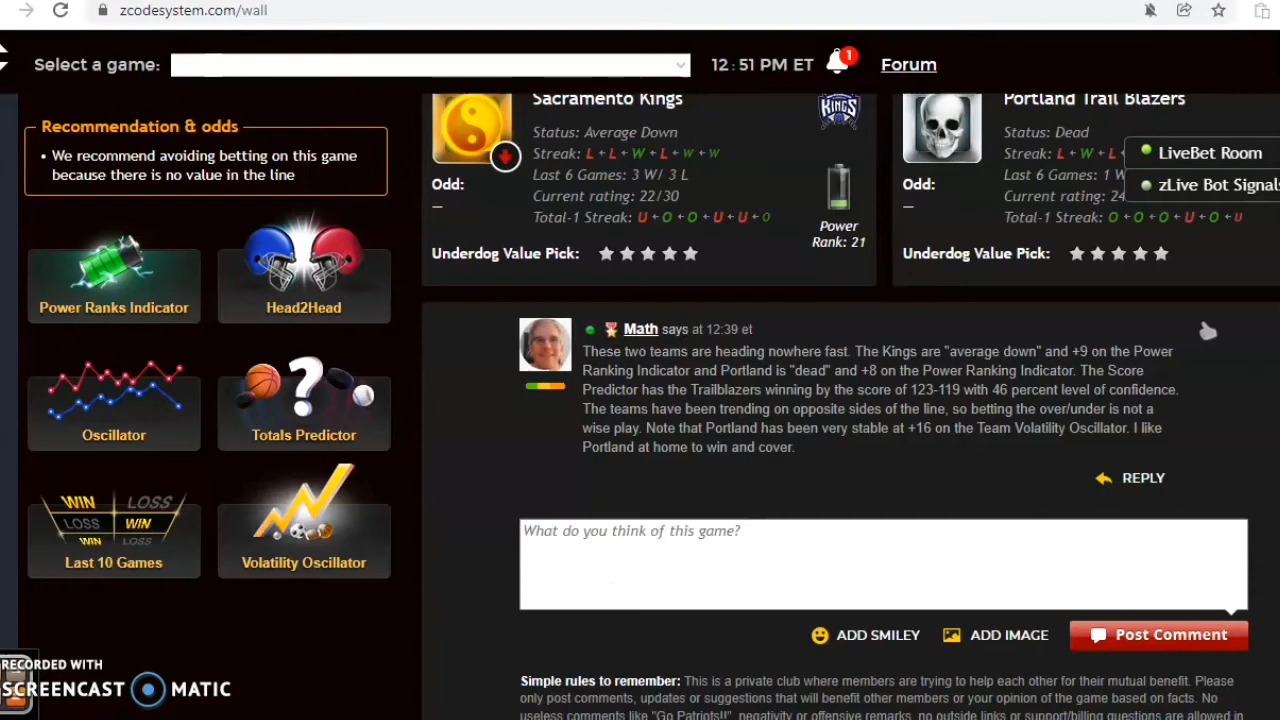 zcodesystem.com/wall
Select a game:
12:51 PM ET
1
Forum
Recommendation & odds
• We recommend avoiding betting on this game
because there is no value in the line
Power Ranks Indicator
Head2Head
Oscillator
Totals Predictor
WIN LOSS
LOSS WIN
WIN LOSS
Last 10 Games
Volatility Oscillator
Sacramento Kings
KINGS
Status: Average Down
Streak: L L W L W W
Odd:
Last 6 Games: 3 W/ 3 L
Current rating: 22/30
Total-1 Streak: U O O U U O
Power
Rank: 21
Underdog Value Pick:
Portland Trail Blazers
Status: Dead
Streak: L W L
Odd:
Last 6 Games: 1 W
Current rating: 24
Total-1 Streak: O O O U O U
Underdog Value Pick:
LiveBet Room
zLive Bot Signals
Math says at 12:39 et
These two teams are heading nowhere fast. The Kings are "average down" and +9 on the Power
Ranking Indicator and Portland is "dead" and +8 on the Power Ranking Indicator. The Score
Predictor has the Trailblazers winning by the score of 123-119 with 46 percent level of confidence.
The teams have been trending on opposite sides of the line, so betting the over/under is not a
wise play. Note that Portland has been very stable at +16 on the Team Volatility Oscillator. I like
Portland at home to win and cover.
REPLY
What do you think of this game?
ADD SMILEY ADD IMAGE Post Comment
Simple rules to remember: This is a private club where members are trying to help each other for their mutual benefit. Please
only post comments, updates or suggestions that will benefit other members or your opinion of the game based on facts. No
useless comments like "Go Patriots!!", negativity or offensive remarks, no outside links or support/billing questions are allowed in
RECORDED WITH
SCREENCAST MATIC